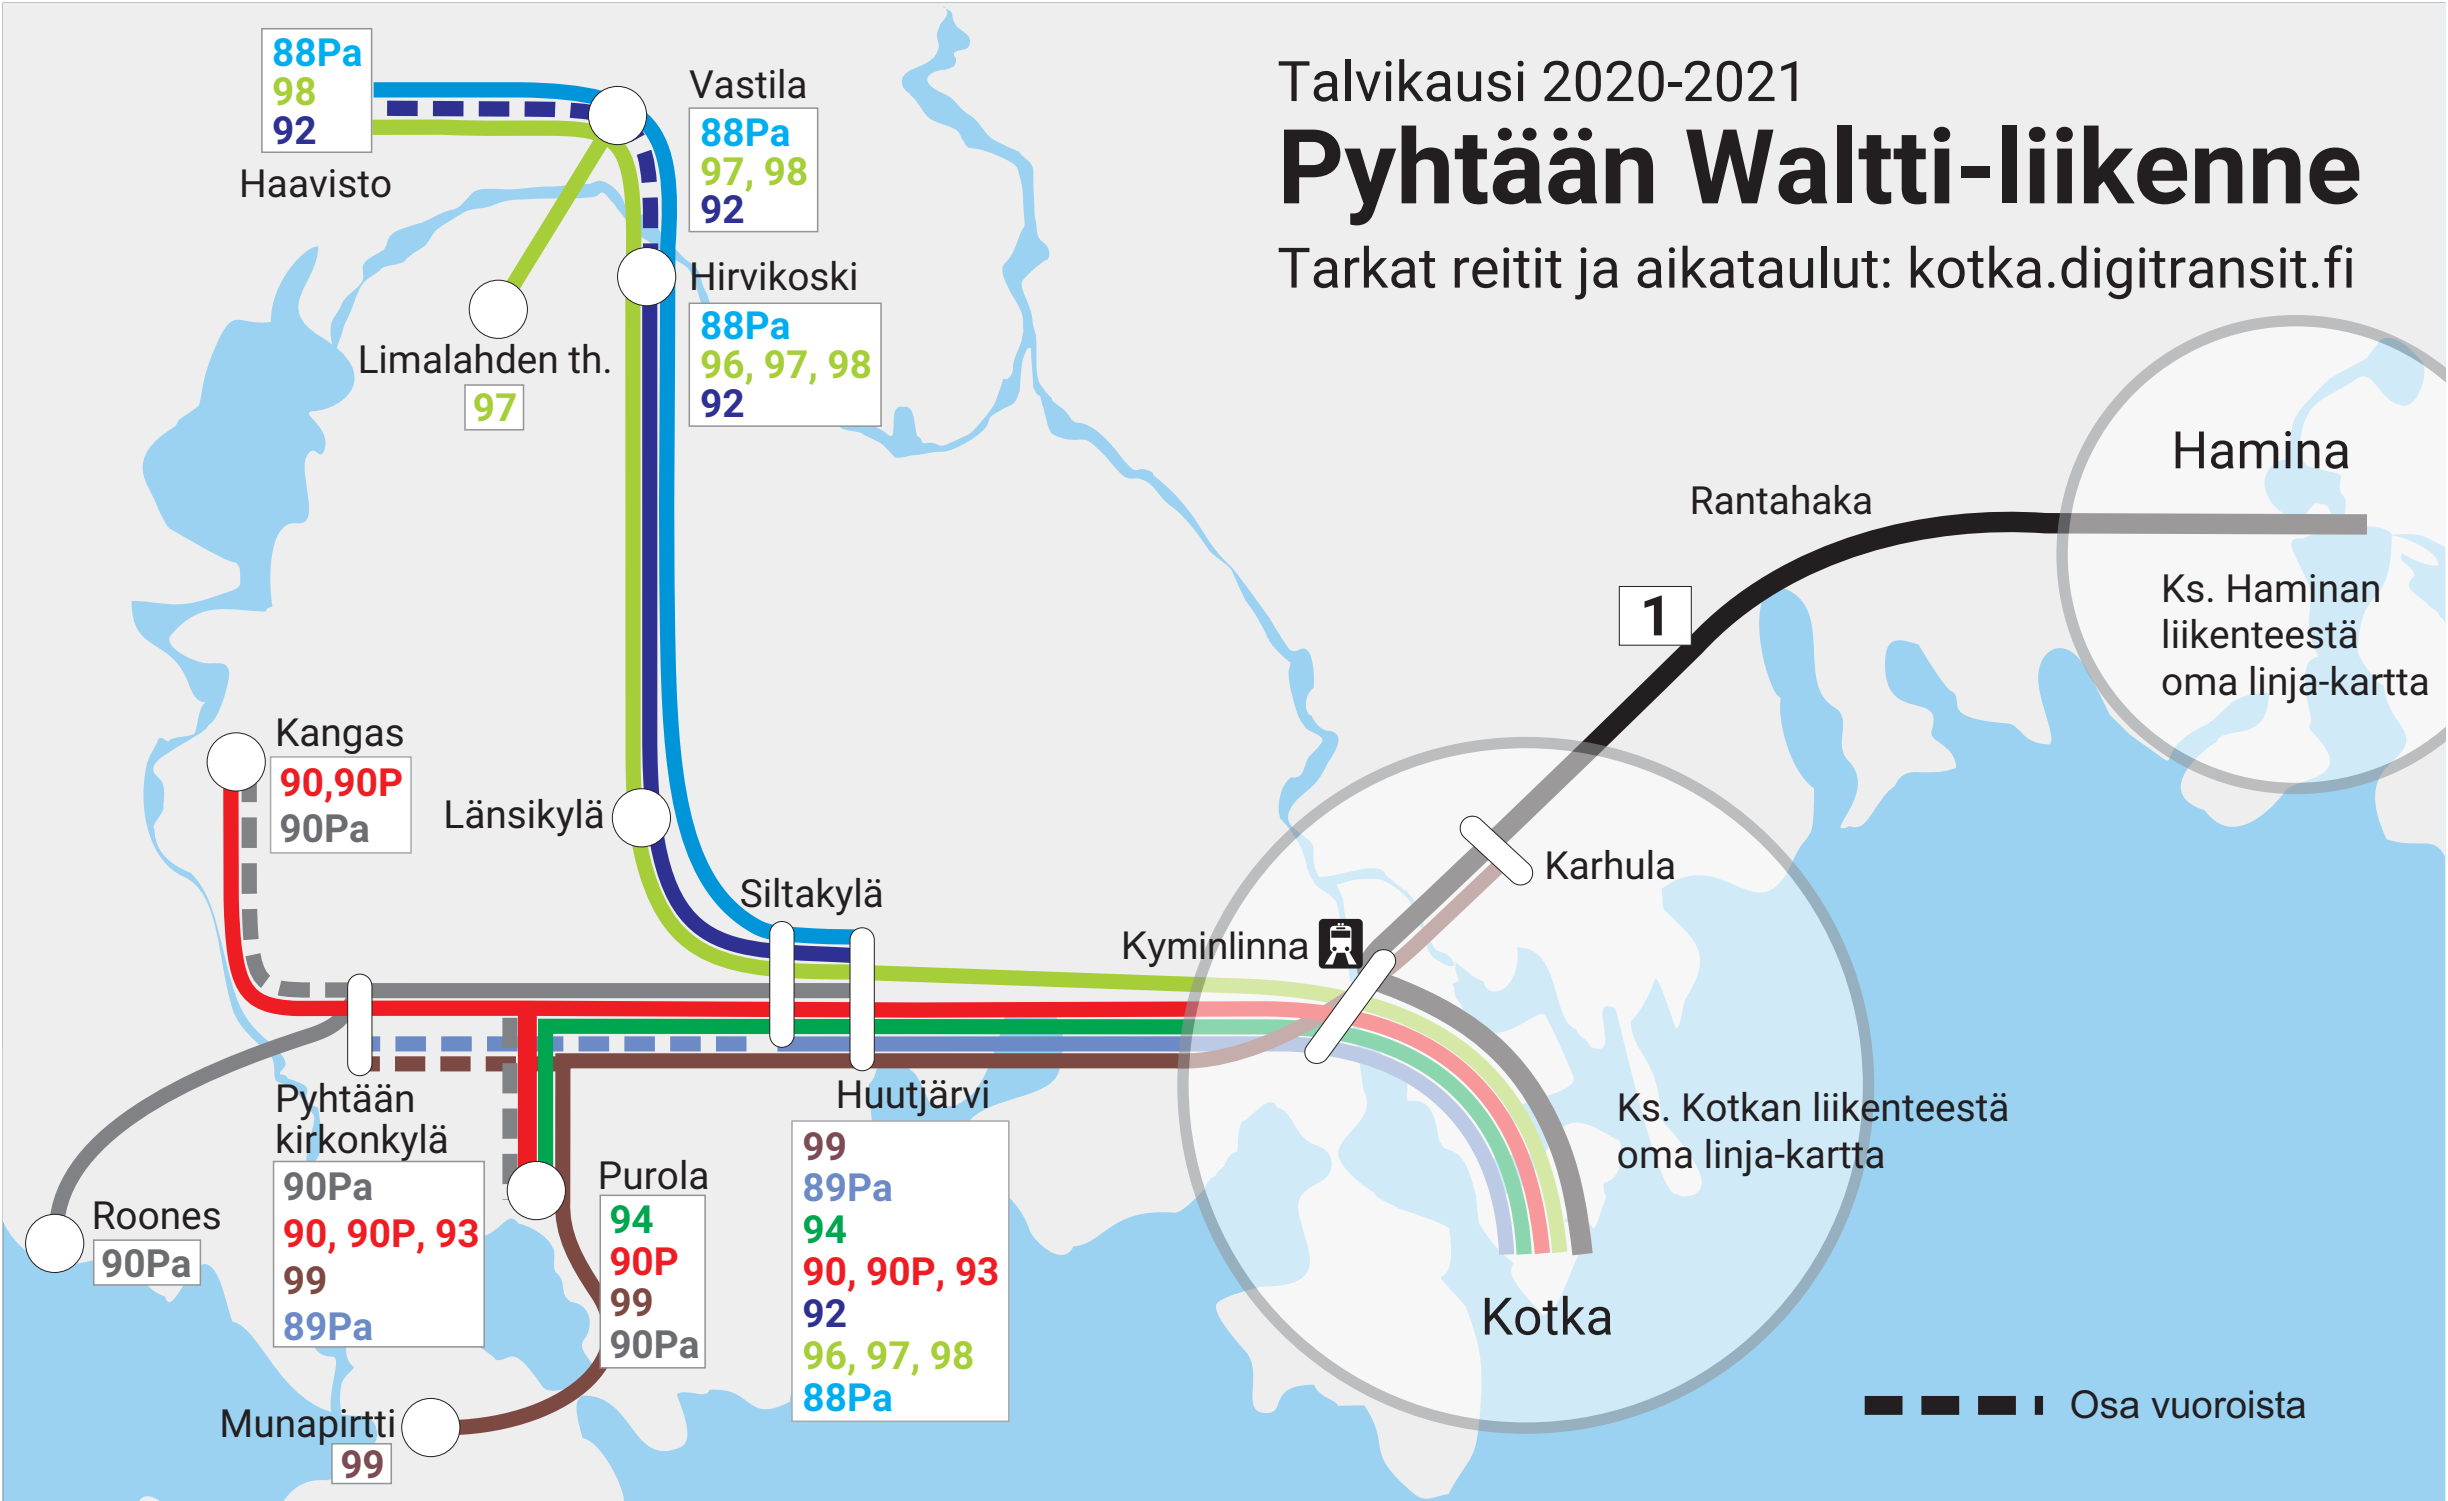 Talvikausi 2020-2021
Pyhtään Waltti-liikenne
Tarkat reitit ja aikataulut: kotka.digitransit.fi
88Pa
98
92
Haavisto
Vastila
88Pa
97, 98
92
Hirvikoski
88Pa
96, 97, 98
92
Limalahden th.
97
Hamina
Rantahaka
1
Ks. Haminan
liikenteestä
oma linja-kartta
Kangas
90,90P
90Pa
Länsikylä
Siltakylä
Karhula
Kyminlinna
Pyhtään
kirkonkylä
90Pa
90, 90P, 93
99
89Pa
Roones
90Pa
Purola
94
90P
99
90Pa
Huutjärvi
99
89Pa
94
90, 90P, 93
92
96, 97, 98
88Pa
Ks. Kotkan liikenteestä
oma linja-kartta
Kotka
Munapirtti
99
Osa vuoroista